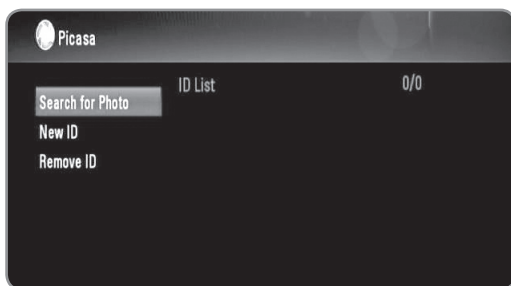 Picasa
ID List 0/0
Search for Photo
New ID
Remove ID